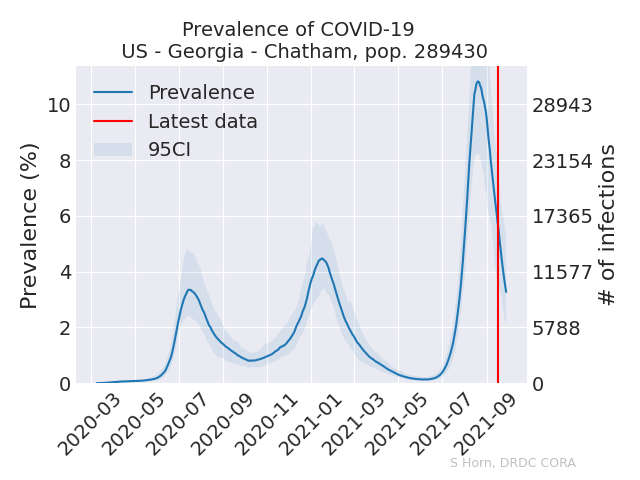 Prevalence of COVID-19
US - Georgia - Chatham, pop. 289430
Prevalence
Latest data
95CI
Prevalence (%)
10
8
6
4
2
0
28943
23154
17365
11577
5788
0
# of infections
2020-03
2020-05
2020-07
2020-09
2020-11
2021-01
2021-03
2021-05
2021-07
2021-09
S Horn, DRDC CORA